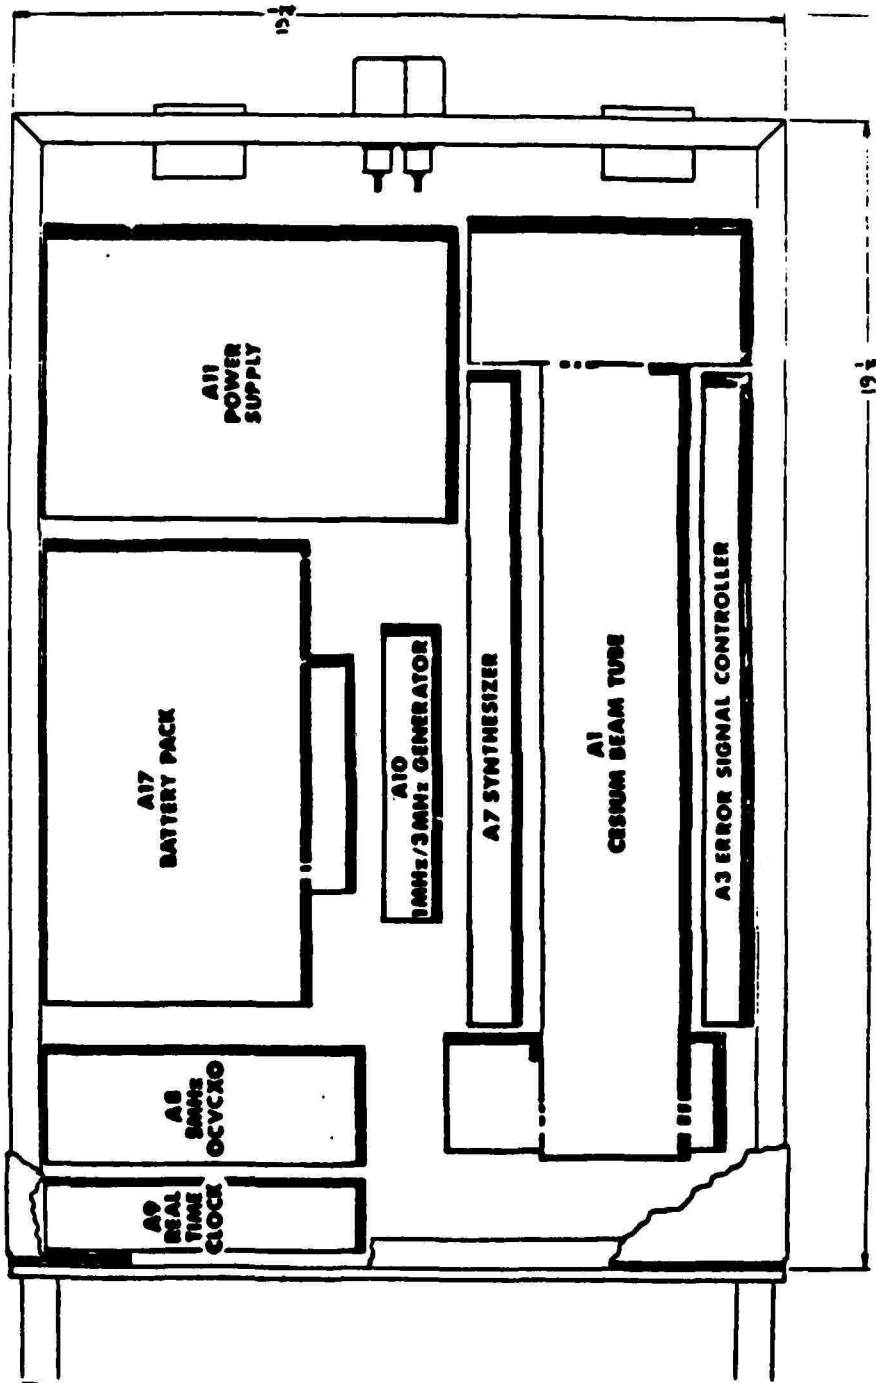 A9
REAL
TIME
CLOCK
A8
5MHz
OCVCXO
A17
BATTERY PACK
A11
POWER
SUPPLY
A10
1MHz/3MHz GENERATOR
A7 SYNTHESIZER
A1
CESIUM BEAM TUBE
A3 ERROR SIGNAL CONTROLLER
19